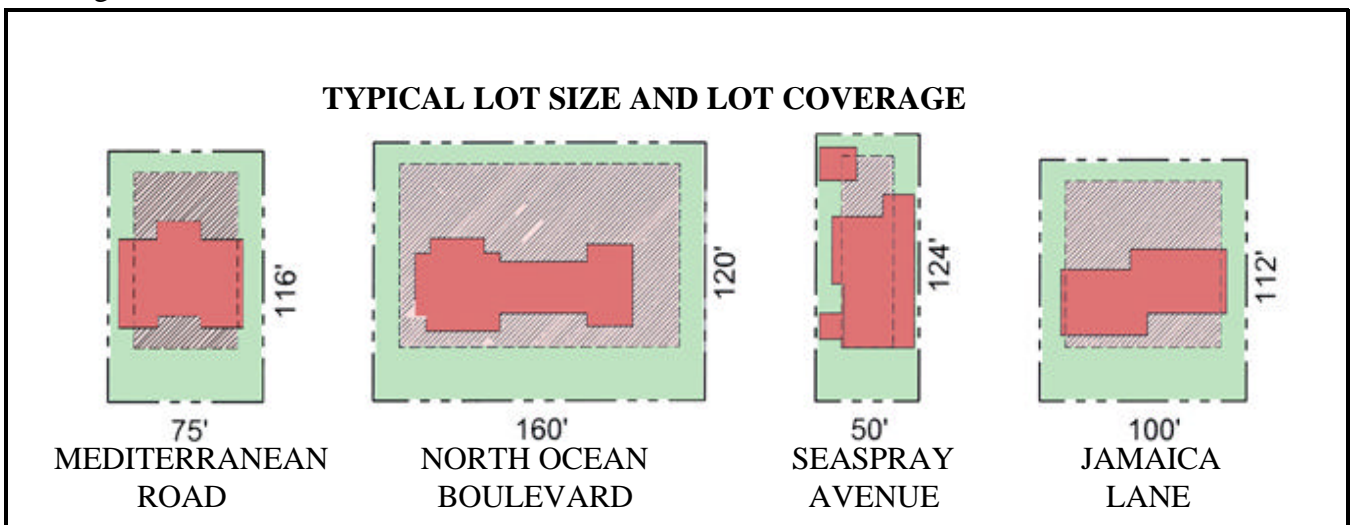 TYPICAL LOT SIZE AND LOT COVERAGE
116'
120'
124'
112'
75'
160'
50'
100'
MEDITERRANEAN
ROAD
NORTH OCEAN
BOULEVARD
SEASPRAY
AVENUE
JAMAICA
LANE